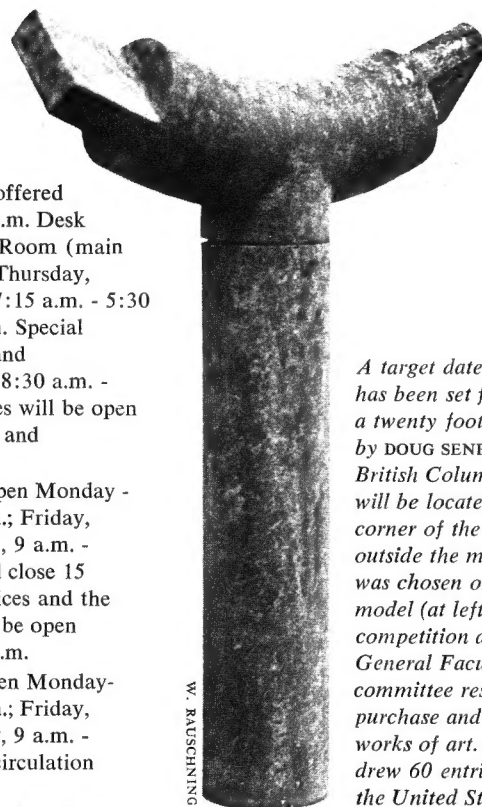 offered
.m. Desk
Room (main
Thursday,
7:15 a.m. - 5:30
. Special
and
8:30 a.m. -
es will be open
and
pen Monday -
.; Friday,
, 9 a.m. -
l close 15
ices and the
be open
.m.
en Monday-
.; Friday,
, 9 a.m. -
circulation
W. RAUSCHNING
A target date
has been set f
a twenty foot
by DOUG SENF
British Colum
will be located
corner of the
outside the m
was chosen o
model (at left
competition a
General Facu
committee res
purchase and
works of art.
drew 60 entri
the United St